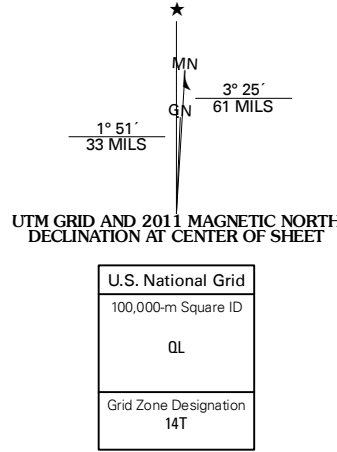 ★
MN
3° 25´
61 MILS
GN
1° 51´
33 MILS
UTM GRID AND 2011 MAGNETIC NORTH
DECLINATION AT CENTER OF SHEET
U.S. National Grid
100,000-m Square ID
QL
Grid Zone Designation
14T